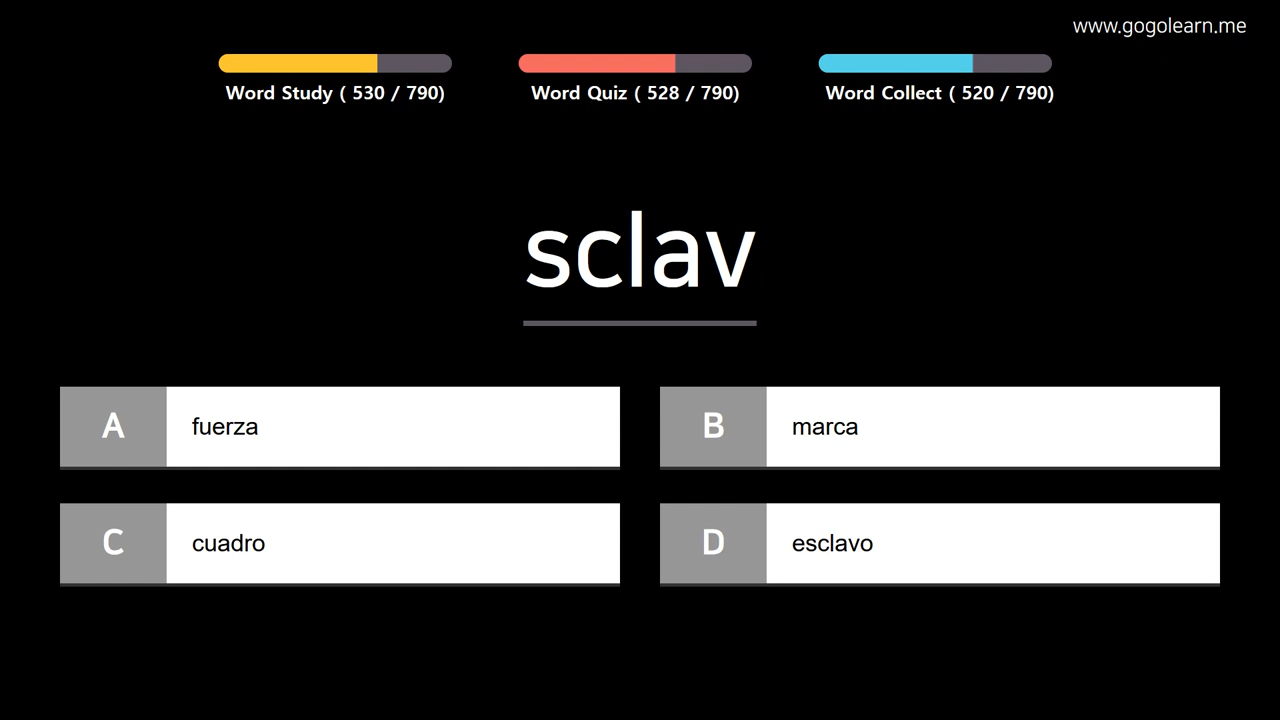 www.gogolearn.me
Word Study ( 530 / 790)
Word Quiz ( 528 / 790)
Word Collect ( 520 / 790)
sclav
A
fuerza
B
marca
C
cuadro
D
esclavo